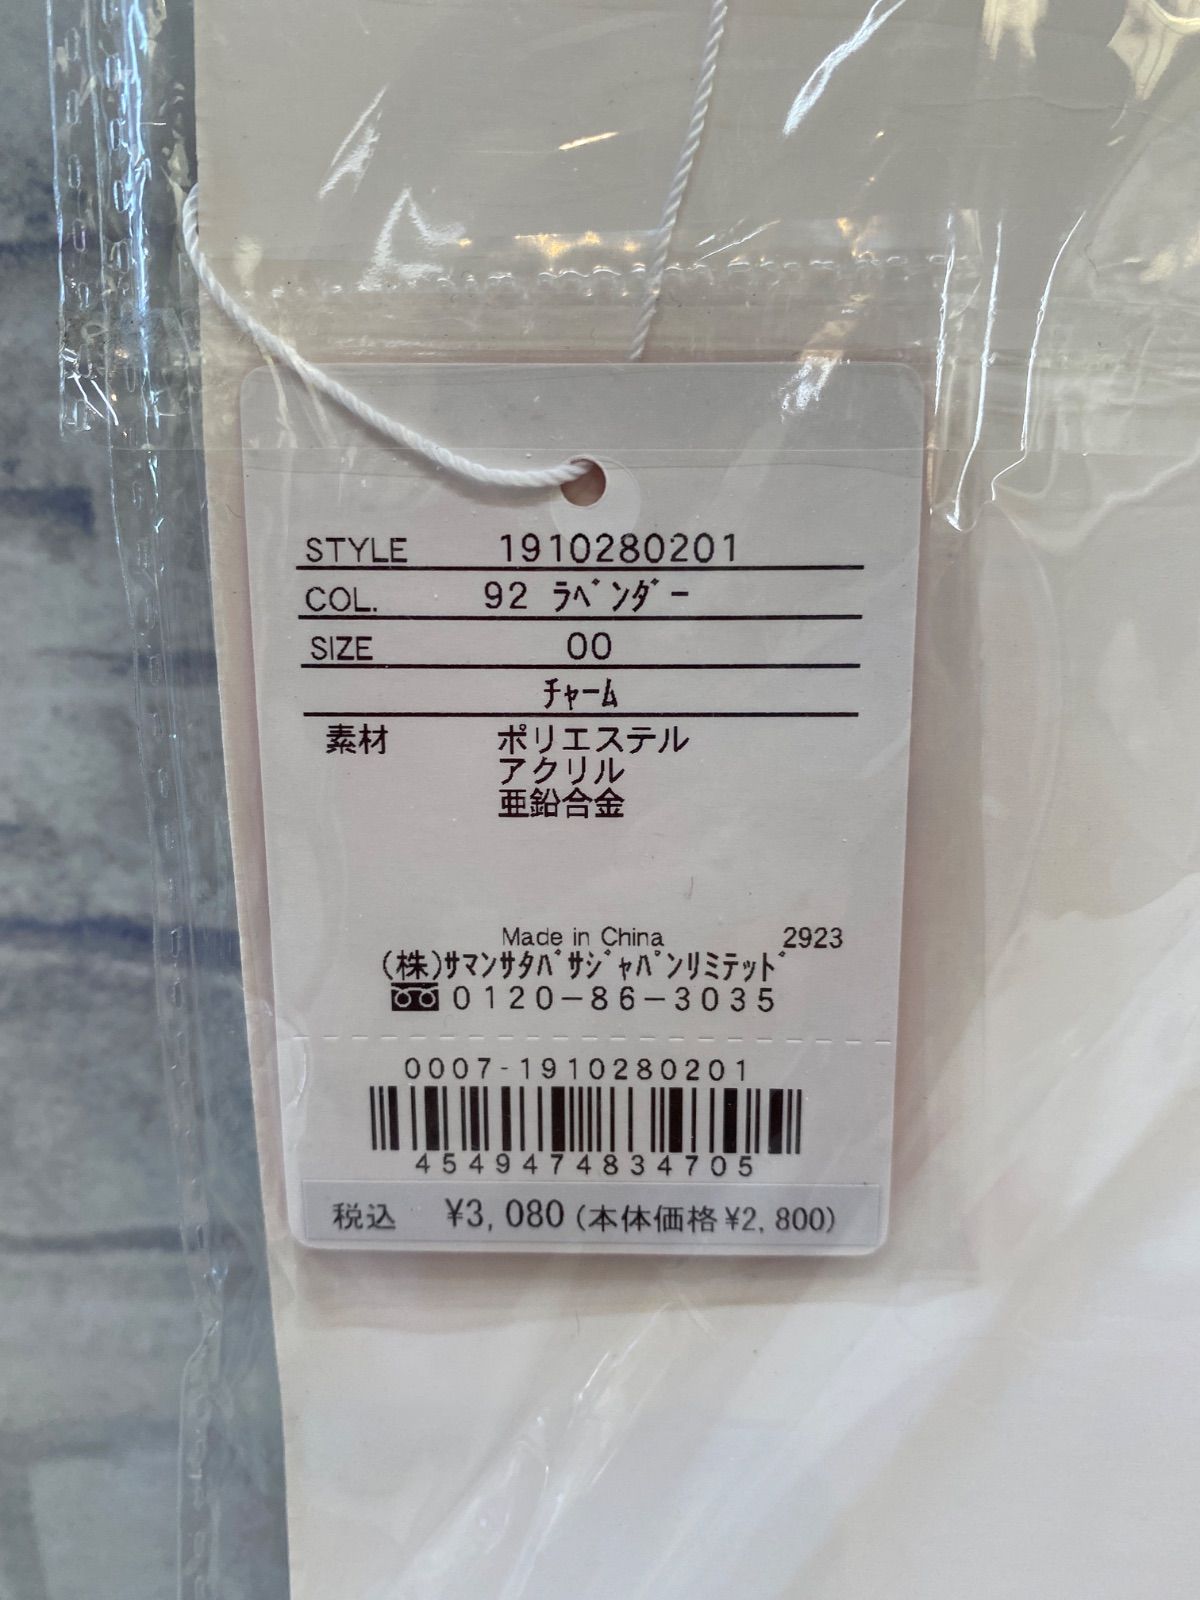 STYLE 1910280201
COL. 92 ﾗﾍﾞﾝﾀﾞｰ
SIZE 00
ﾁｬｰﾑ
素材 ポリエステル
アクリル
亜鉛合金
Made in China 2923
(株)ｻﾏﾝｻﾀﾊﾞｻｼﾞｬﾊﾟﾝﾘﾐﾃｯﾄﾞ
0120-86-3035
0007-1910280201
4549474834705
税込 ¥3,080 (本体価格¥2,800)